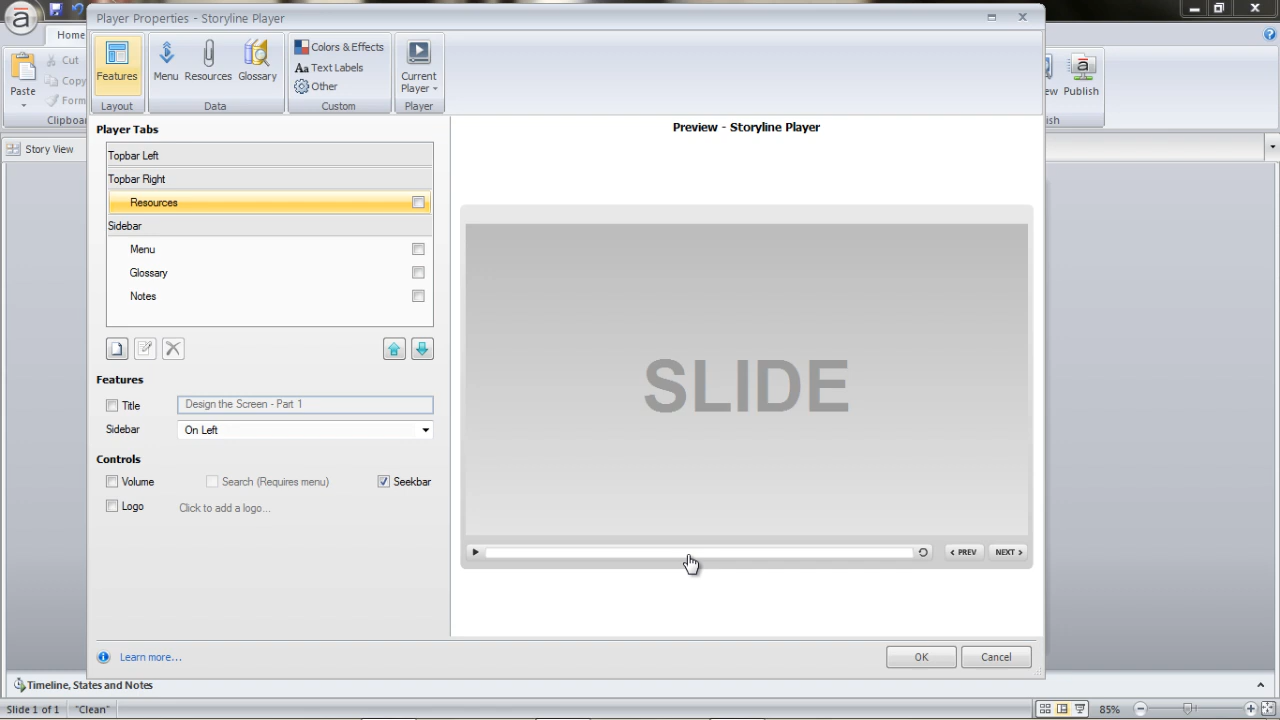 Player Properties - Storyline Player
Home
Paste
Cut
Copy
Form
Clipboa
Features
Layout
Menu
Resources
Glossary
Data
Colors & Effects
Text Labels
Other
Custom
Current
Player
Player
ew
Publish
ish
Story View
Player Tabs
Topbar Left
Topbar Right
Resources
Sidebar
Menu
Glossary
Notes
Features
Title
Design the Screen - Part 1
Sidebar
On Left
Controls
Volume
Search (Requires menu)
Seekbar
Logo
Click to add a logo...
Preview - Storyline Player
SLIDE
PREV
NEXT
Learn more...
OK
Cancel
Timeline, States and Notes
Slide 1 of 1
"Clean"
85%